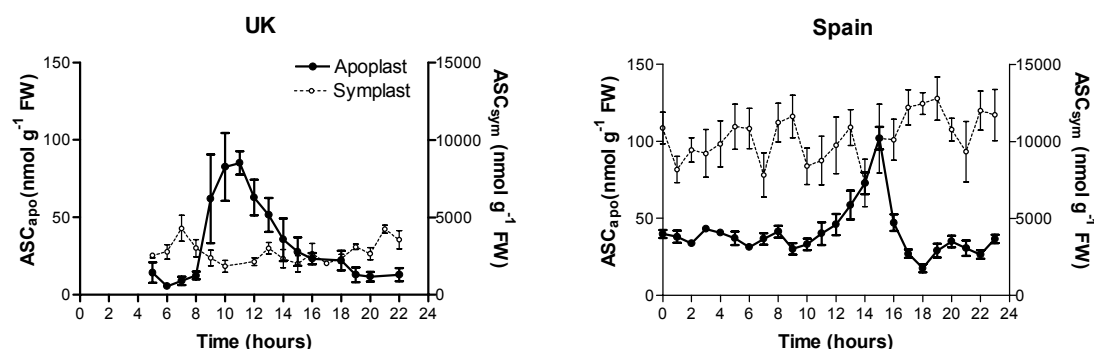 UK
Spain
150
100
50
0
ASCapo(nmol g-1 FW)
Apoplast
Symplast
15000
10000
5000
0
ASCsym
(nmol g-1 FW)
0 2 4 6 8 10 12 14 16 18 20 22 24
Time (hours)
150
100
50
0
ASCapo(nmol g-1 FW)
15000
10000
5000
0
ASCsym
(nmol g-1 FW)
0 2 4 6 8 10 12 14 16 18 20 22 24
Time (hours)